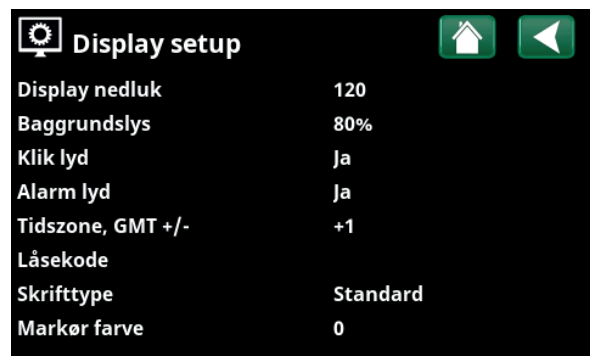 Display setup
Display nedluk 120
Baggrundslys 80%
Klik lyd Ja
Alarm lyd Ja
Tidszone, GMT +/- +1
Låsekode
Skrifttype Standard
Markør farve 0